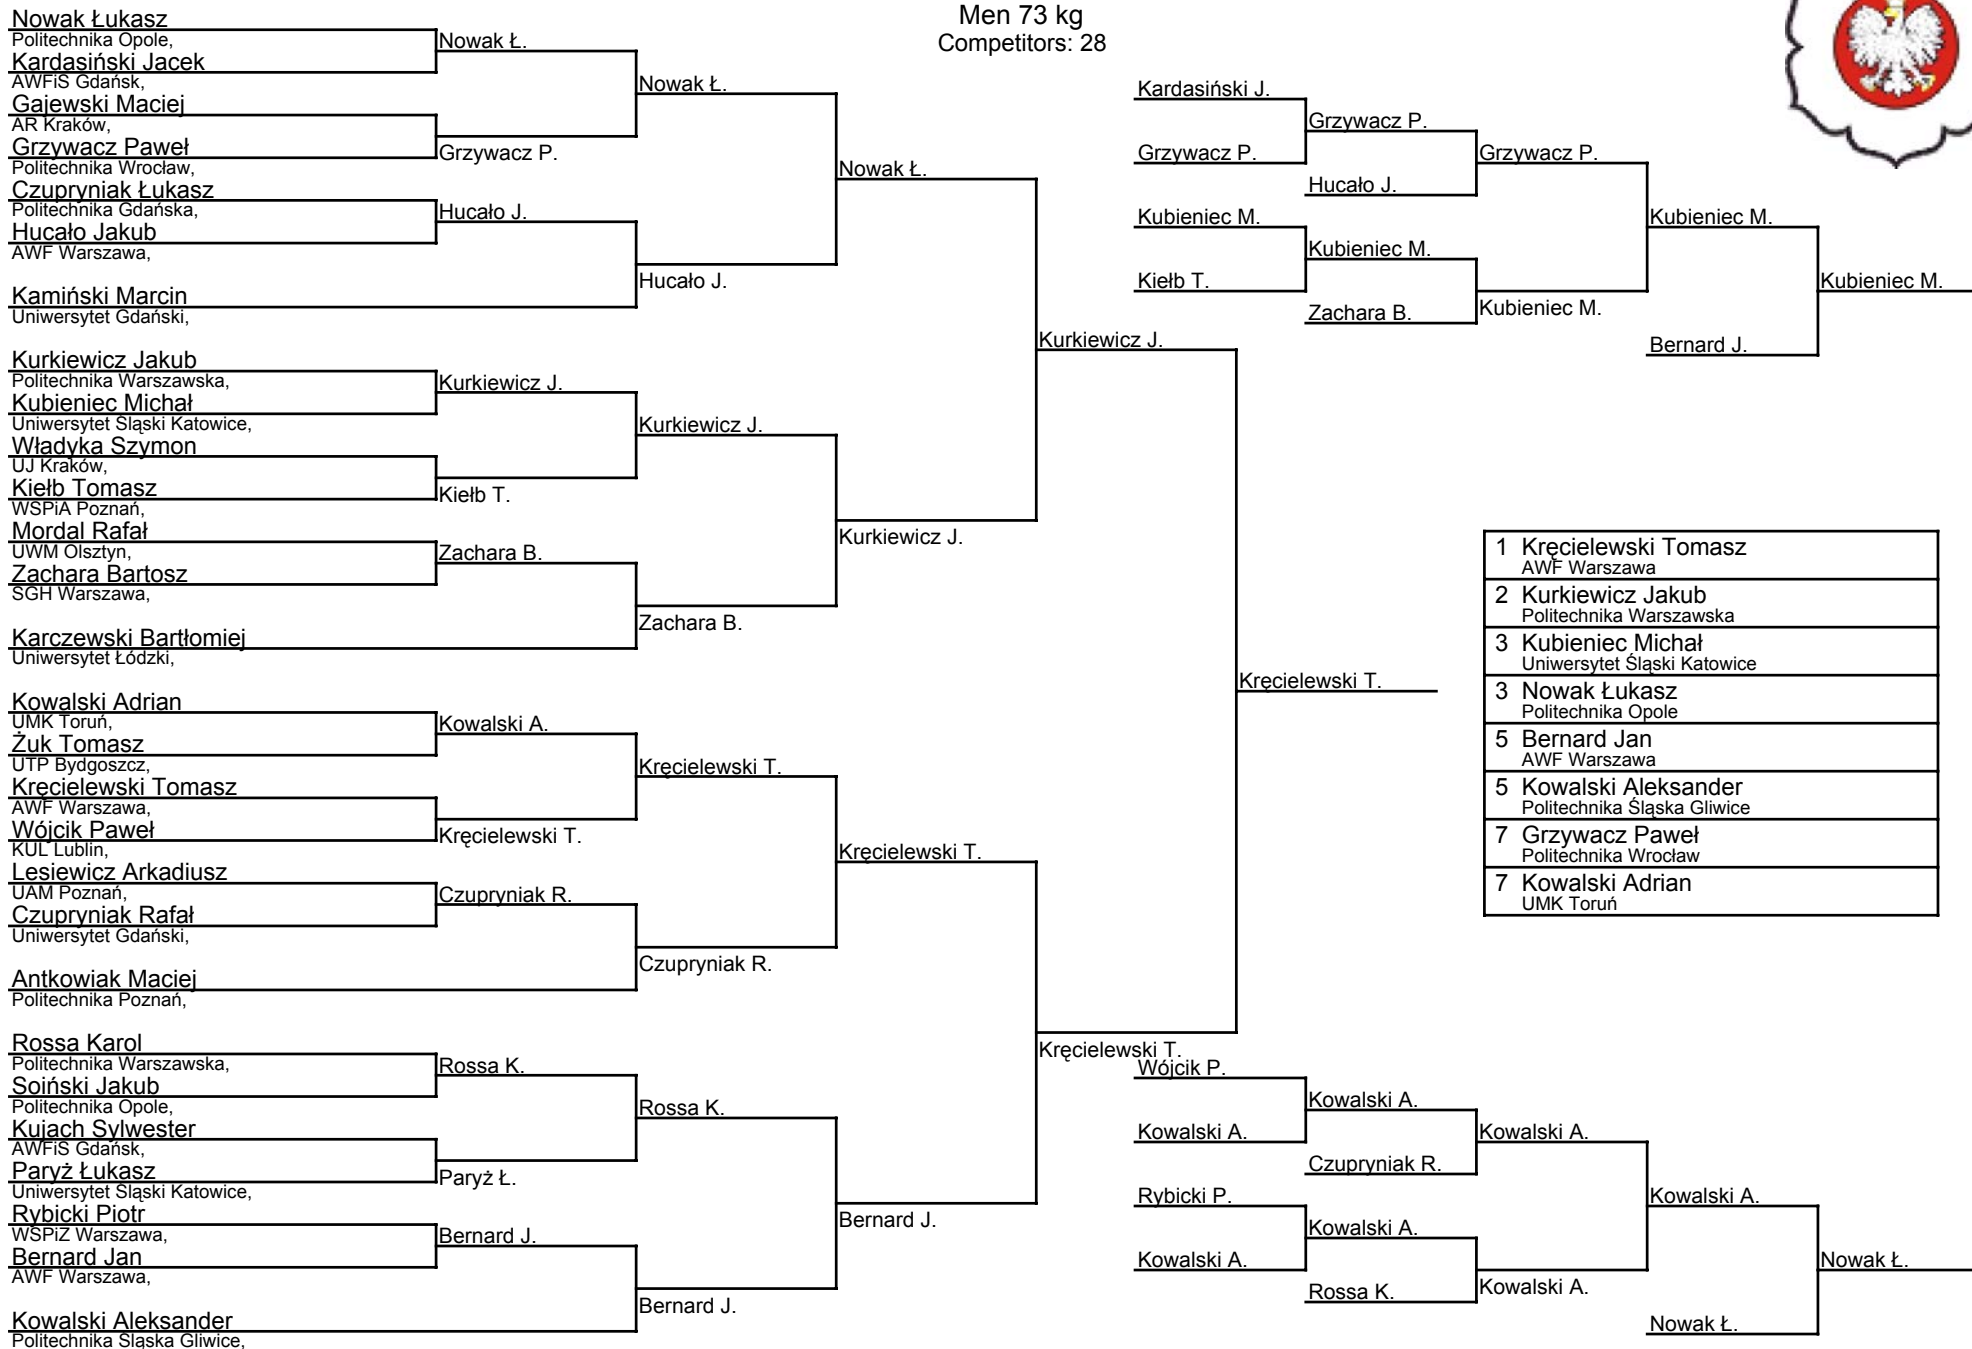 Men 73 kg
Competitors: 28
Nowak Łukasz
Politechnika Opole,
Kardasiński Jacek
AWFiS Gdańsk,
Gajewski Maciej
AR Kraków,
Grzywacz Paweł
Politechnika Wrocław,
Czupryniak Łukasz
Politechnika Gdańska,
Hucało Jakub
AWF Warszawa,
Kamiński Marcin
Uniwersytet Gdański,
Kurkiewicz Jakub
Politechnika Warszawska,
Kubieniec Michał
Uniwersytet Śląski Katowice,
Władyka Szymon
UJ Kraków,
Kiełb Tomasz
WSPiA Poznań,
Mordal Rafał
UWM Olsztyn,
Zachara Bartosz
SGH Warszawa,
Karczewski Bartłomiej
Uniwersytet Łódzki,
Kowalski Adrian
UMK Toruń,
Żuk Tomasz
UTP Bydgoszcz,
Kręcielewski Tomasz
AWF Warszawa,
Wójcik Paweł
KUL Lublin,
Lesiewicz Arkadiusz
UAM Poznań,
Czupryniak Rafał
Uniwersytet Gdański,
Antkowiak Maciej
Politechnika Poznań,
Rossa Karol
Politechnika Warszawska,
Soiński Jakub
Politechnika Opole,
Kujach Sylwester
AWFiS Gdańsk,
Paryż Łukasz
Uniwersytet Śląski Katowice,
Rybicki Piotr
WSPiZ Warszawa,
Bernard Jan
AWF Warszawa,
Kowalski Aleksander
Politechnika Śląska Gliwice,
Nowak Ł.
Grzywacz P.
Hucało J.
Kurkiewicz J.
Kiełb T.
Zachara B.
Kowalski A.
Kręcielewski T.
Czupryniak R.
Rossa K.
Paryż Ł.
Bernard J.
Nowak Ł.
Hucało J.
Kurkiewicz J.
Zachara B.
Kręcielewski T.
Czupryniak R.
Rossa K.
Bernard J.
Nowak Ł.
Kurkiewicz J.
Kręcielewski T.
Bernard J.
Kurkiewicz J.
Kręcielewski T.
Kręcielewski T.
Kardasiński J.
Grzywacz P.
Kubieniec M.
Kiełb T.
Grzywacz P.
Hucało J.
Kubieniec M.
Zachara B.
Grzywacz P.
Kubieniec M.
Kubieniec M.
Bernard J.
Kubieniec M.
1 Kręcielewski Tomasz
AWF Warszawa
2 Kurkiewicz Jakub
Politechnika Warszawska
3 Kubieniec Michał
Uniwersytet Śląski Katowice
3 Nowak Łukasz
Politechnika Opole
5 Bernard Jan
AWF Warszawa
5 Kowalski Aleksander
Politechnika Śląska Gliwice
7 Grzywacz Paweł
Politechnika Wrocław
7 Kowalski Adrian
UMK Toruń
Wójcik P.
Kowalski A.
Rybicki P.
Kowalski A.
Kowalski A.
Czupryniak R.
Kowalski A.
Rossa K.
Kowalski A.
Kowalski A.
Kowalski A.
Nowak Ł.
Nowak Ł.